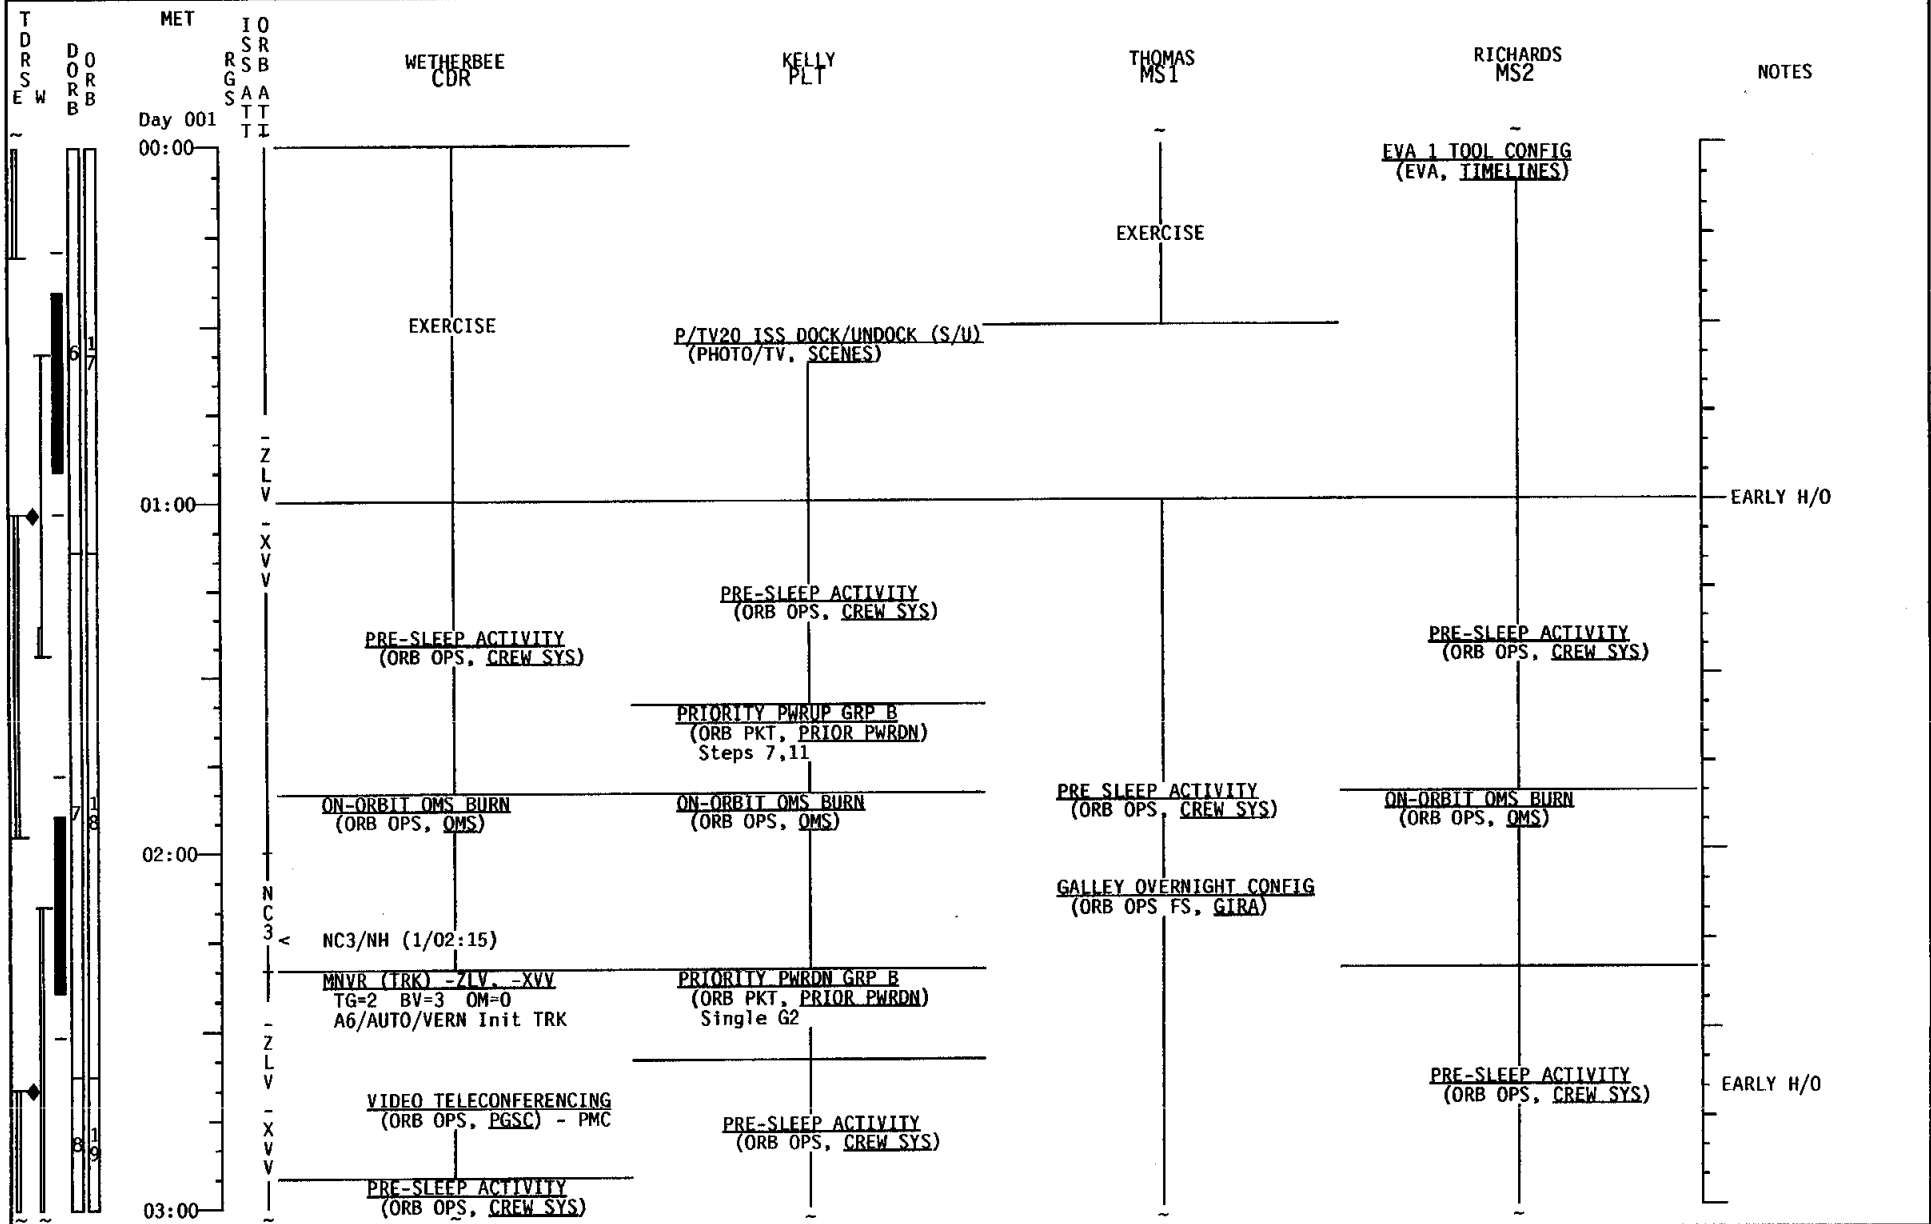 TDRS
E W
DORB
ORB
MET
RGS
ISS ATT
ORB ATT
WETHERBEE
CDR
KELLY
PLT
THOMAS
MS1
RICHARDS
MS2
NOTES
Day 001
00:00
EVA 1 TOOL CONFIG
(EVA, TIMELINES)
EXERCISE
EXERCISE
P/TV20 ISS DOCK/UNDOCK (S/U)
(PHOTO/TV, SCENES)
6
17
-ZLV
01:00
EARLY H/O
-XVV
PRE-SLEEP ACTIVITY
(ORB OPS, CREW SYS)
PRE-SLEEP ACTIVITY
(ORB OPS, CREW SYS)
PRE-SLEEP ACTIVITY
(ORB OPS, CREW SYS)
PRIORITY PWRUP GRP B
(ORB PKT, PRIOR PWRDN)
Steps 7,11
7
18
ON-ORBIT OMS BURN
(ORB OPS, OMS)
ON-ORBIT OMS BURN
(ORB OPS, OMS)
PRE SLEEP ACTIVITY
(ORB OPS, CREW SYS)
ON-ORBIT OMS BURN
(ORB OPS, OMS)
02:00
NC3
GALLEY OVERNIGHT CONFIG
(ORB OPS FS, GIRA)
< NC3/NH (1/02:15)
MNVR (TRK) -ZLV, -XVV
TG=2 BV=3 OM=0
A6/AUTO/VERN Init TRK
PRIORITY PWRDN GRP B
(ORB PKT, PRIOR PWRDN)
Single G2
-ZLV
PRE-SLEEP ACTIVITY
(ORB OPS, CREW SYS)
EARLY H/O
VIDEO TELECONFERENCING
(ORB OPS, PGSC) - PMC
PRE-SLEEP ACTIVITY
(ORB OPS, CREW SYS)
-XVV
8
19
PRE-SLEEP ACTIVITY
(ORB OPS, CREW SYS)
03:00